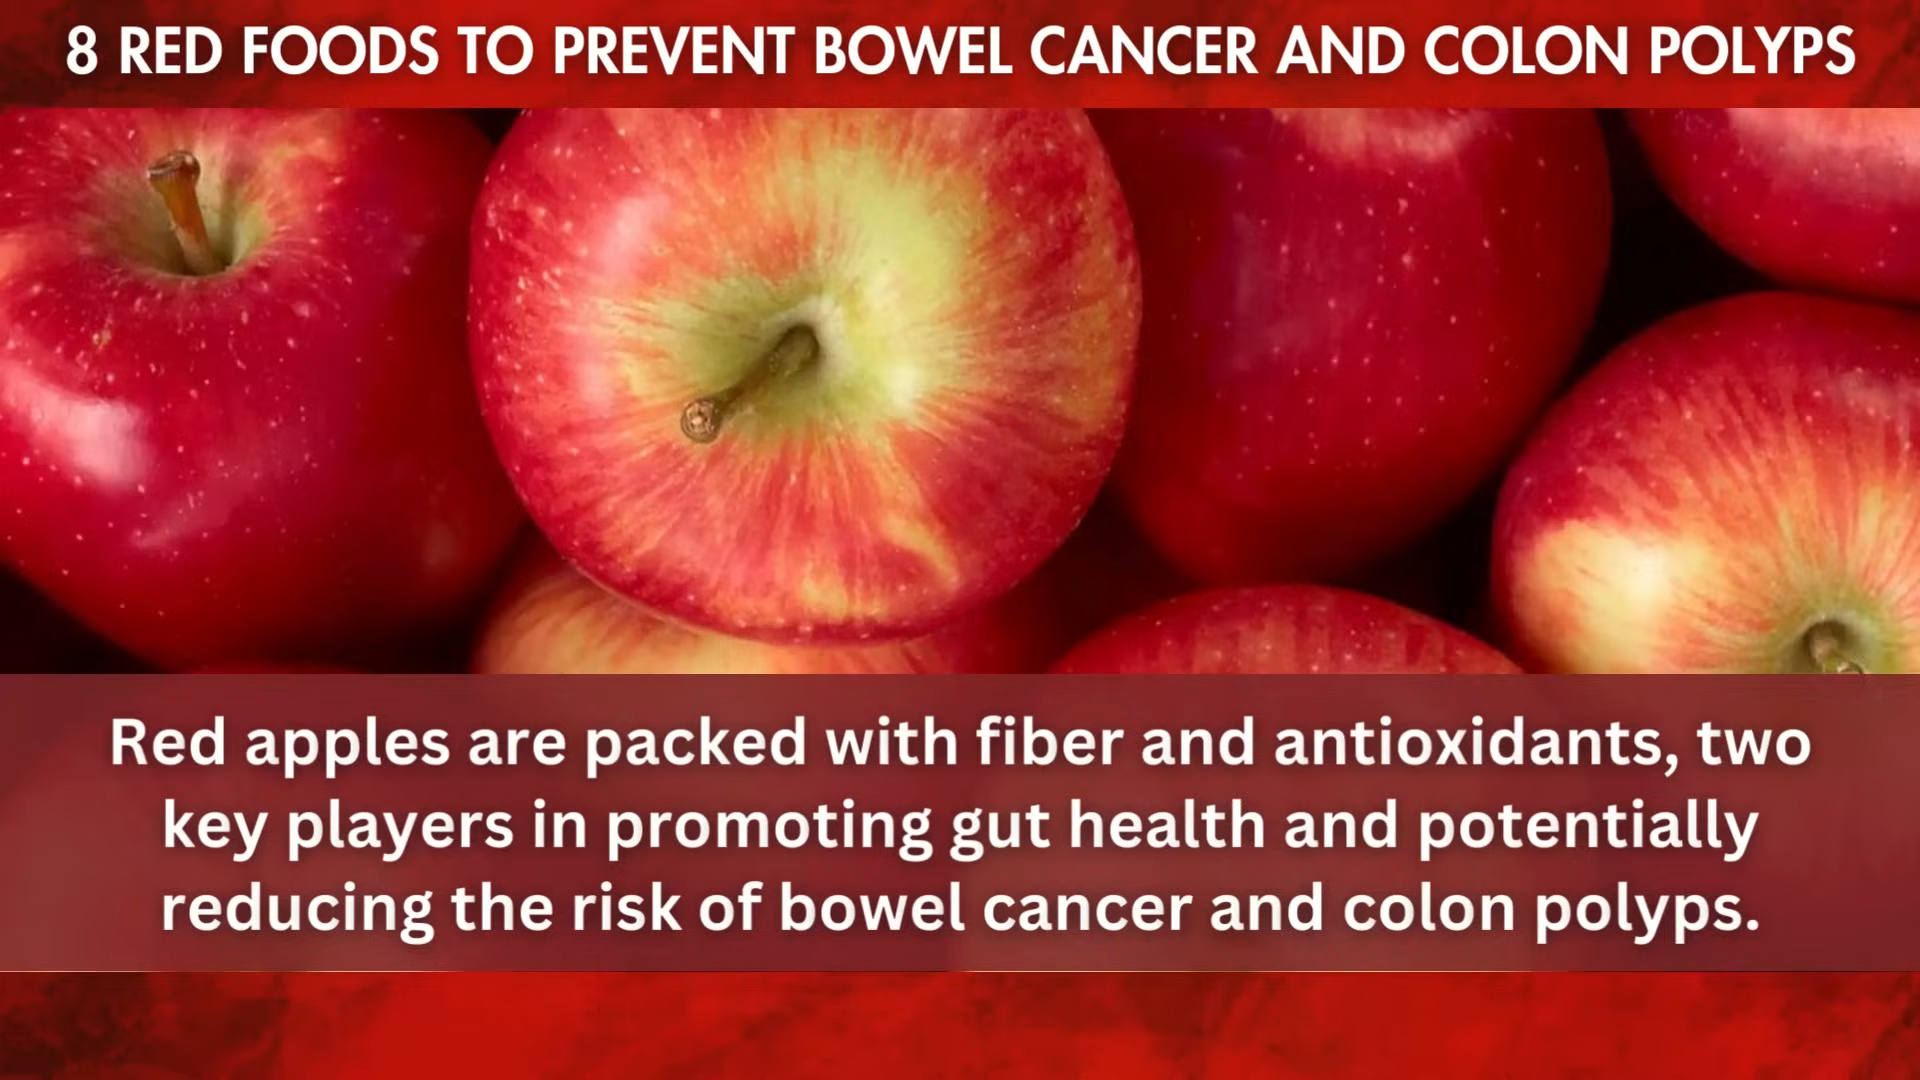 8 RED FOODS TO PREVENT BOWEL CANCER AND COLON POLYPS
Red apples are packed with fiber and antioxidants, two
key players in promoting gut health and potentially
reducing the risk of bowel cancer and colon polyps.